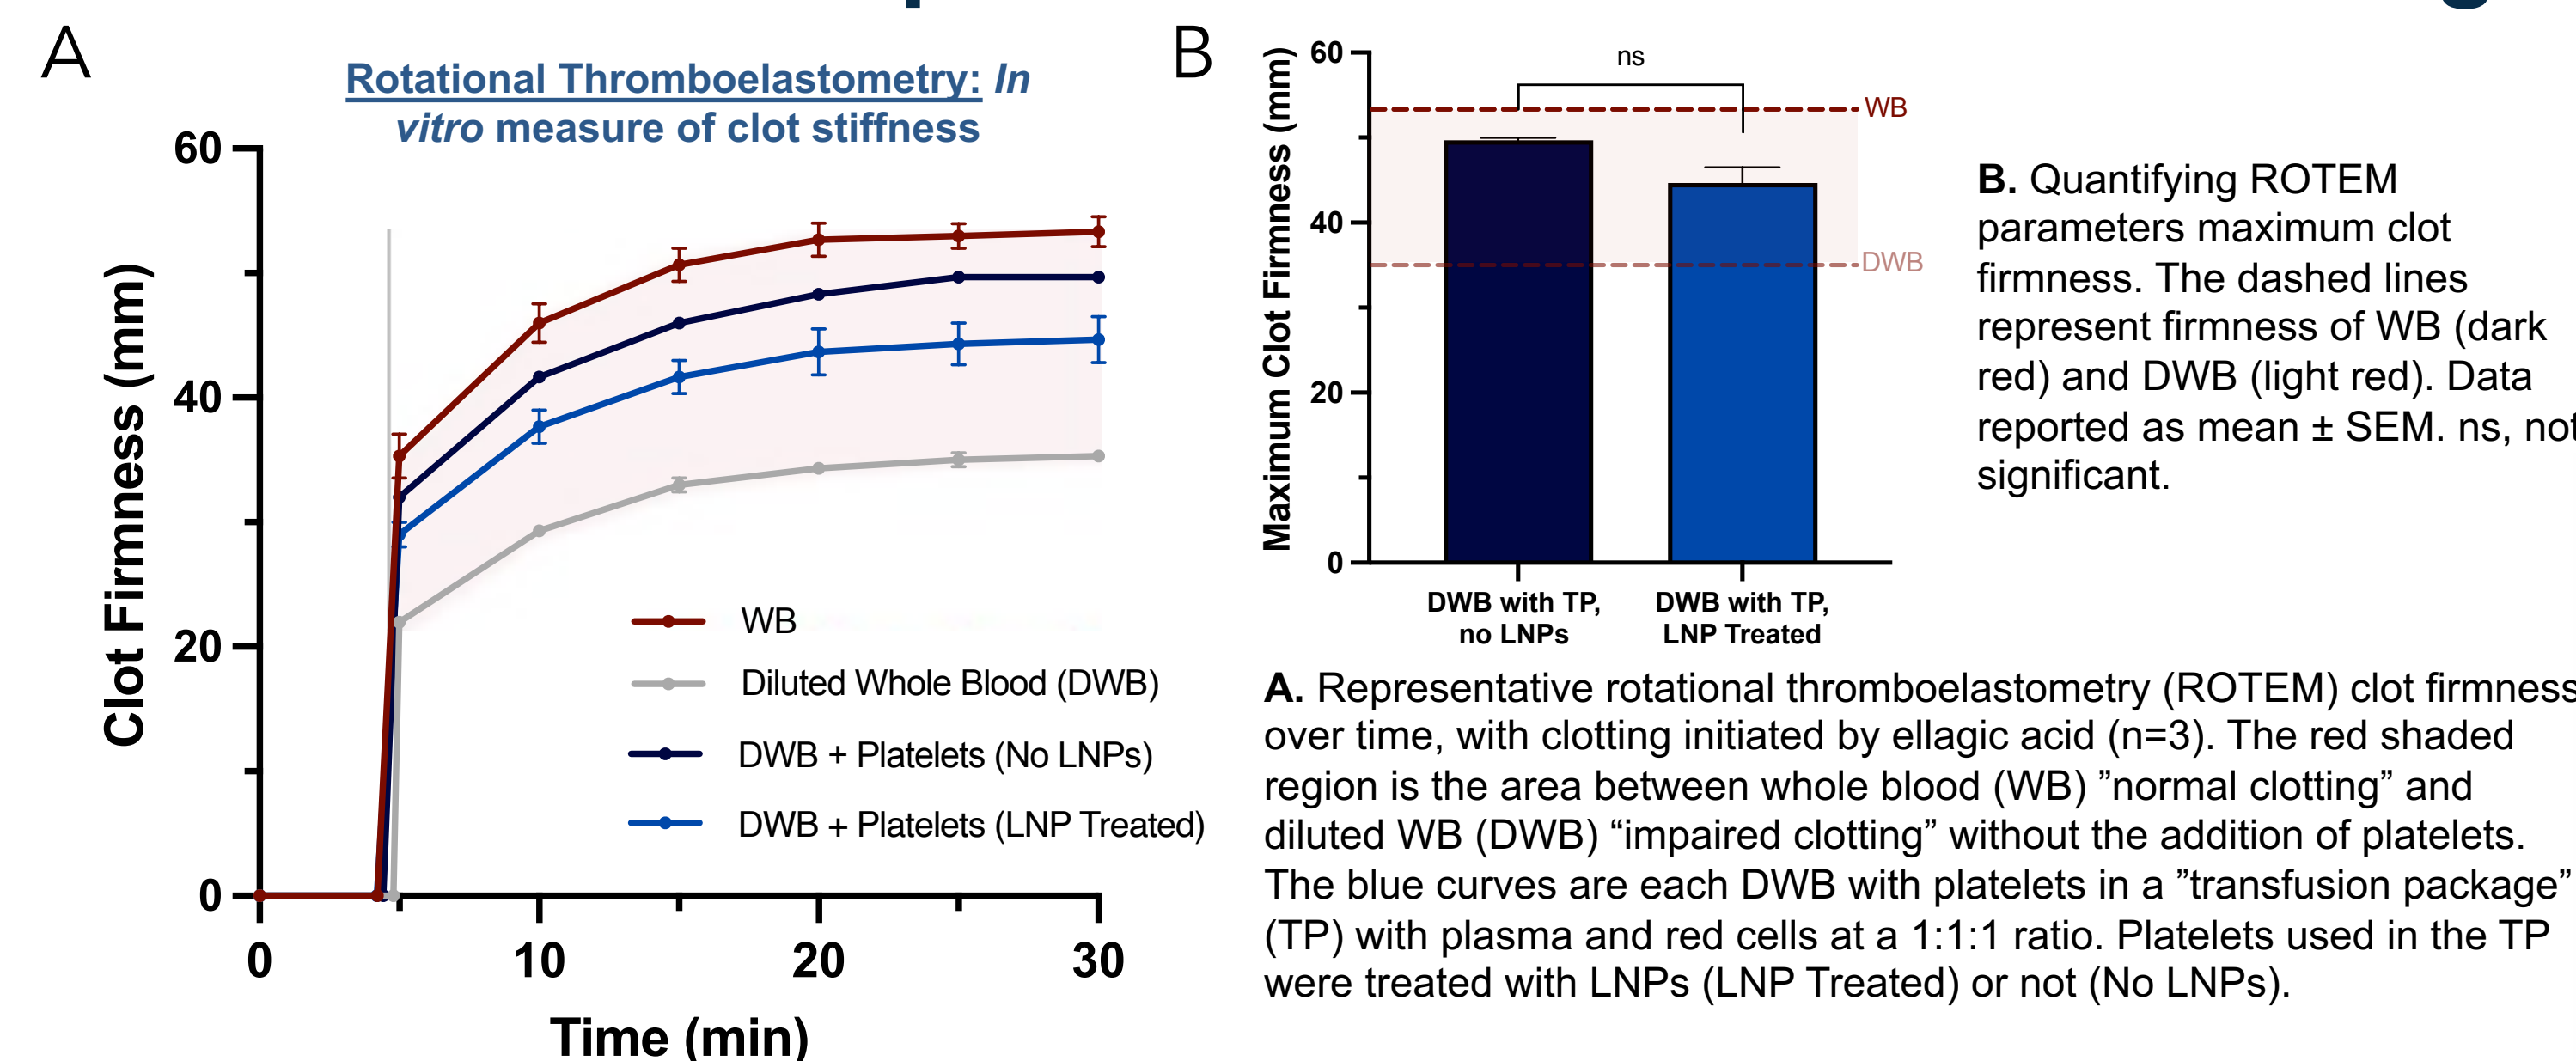 A
Rotational Thromboelastometry: In
vitro measure of clot stiffness
Clot Firmness (mm)
60
40
20
0
0
10
20
30
Time (min)
WB
Diluted Whole Blood (DWB)
DWB + Platelets (No LNPs)
DWB + Platelets (LNP Treated)
B
Maximum Clot Firmness (mm)
60
40
20
0
ns
WB
DWB
DWB with TP,
no LNPs
DWB with TP,
LNP Treated
B. Quantifying ROTEM
parameters maximum clot
firmness. The dashed lines
represent firmness of WB (dark
red) and DWB (light red). Data
reported as mean ± SEM. ns, not
significant.
A. Representative rotational thromboelastometry (ROTEM) clot firmness
over time, with clotting initiated by ellagic acid (n=3). The red shaded
region is the area between whole blood (WB) ”normal clotting” and
diluted WB (DWB) “impaired clotting” without the addition of platelets.
The blue curves are each DWB with platelets in a ”transfusion package”
(TP) with plasma and red cells at a 1:1:1 ratio. Platelets used in the TP
were treated with LNPs (LNP Treated) or not (No LNPs).